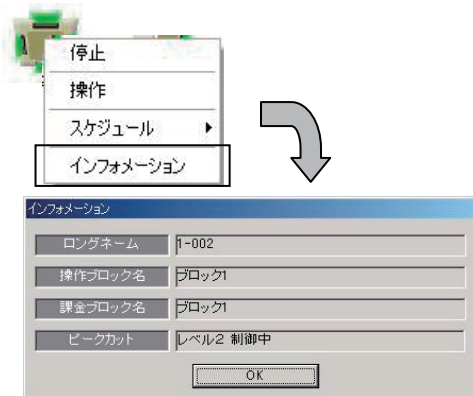 停止
操作
スケジュール
インフォメーション
インフォメーション
ロングネーム 1-002
操作ブロック名 ブロック1
課金ブロック名 ブロック1
ピークカット レベル2 制御中
OK